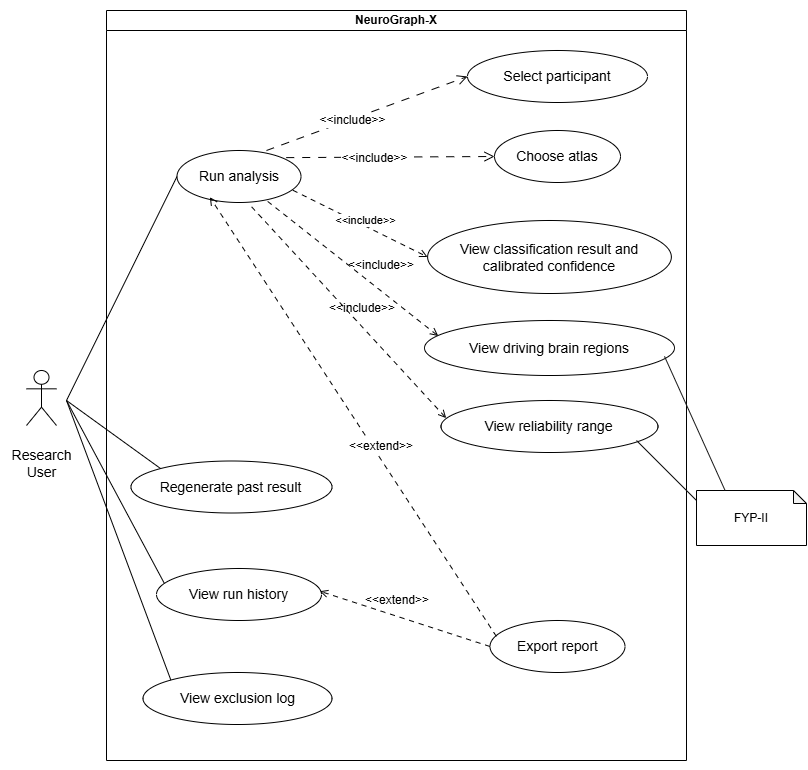 NeuroGraph-X
Select participant
<<include>>
Choose atlas
<<include>>
Run analysis
<<include>>
View classification result and
calibrated confidence
<<include>>
<<include>>
View driving brain regions
View reliability range
<<extend>>
Research
User
Regenerate past result
FYP-II
View run history
<<extend>>
Export report
View exclusion log